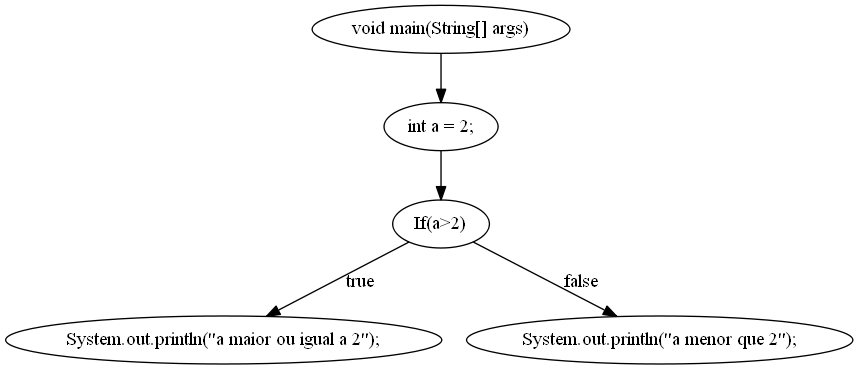 void main(String[] args)
int a = 2;
If(a>2)
true
false
System.out.println("a maior ou igual a 2");
System.out.println("a menor que 2");